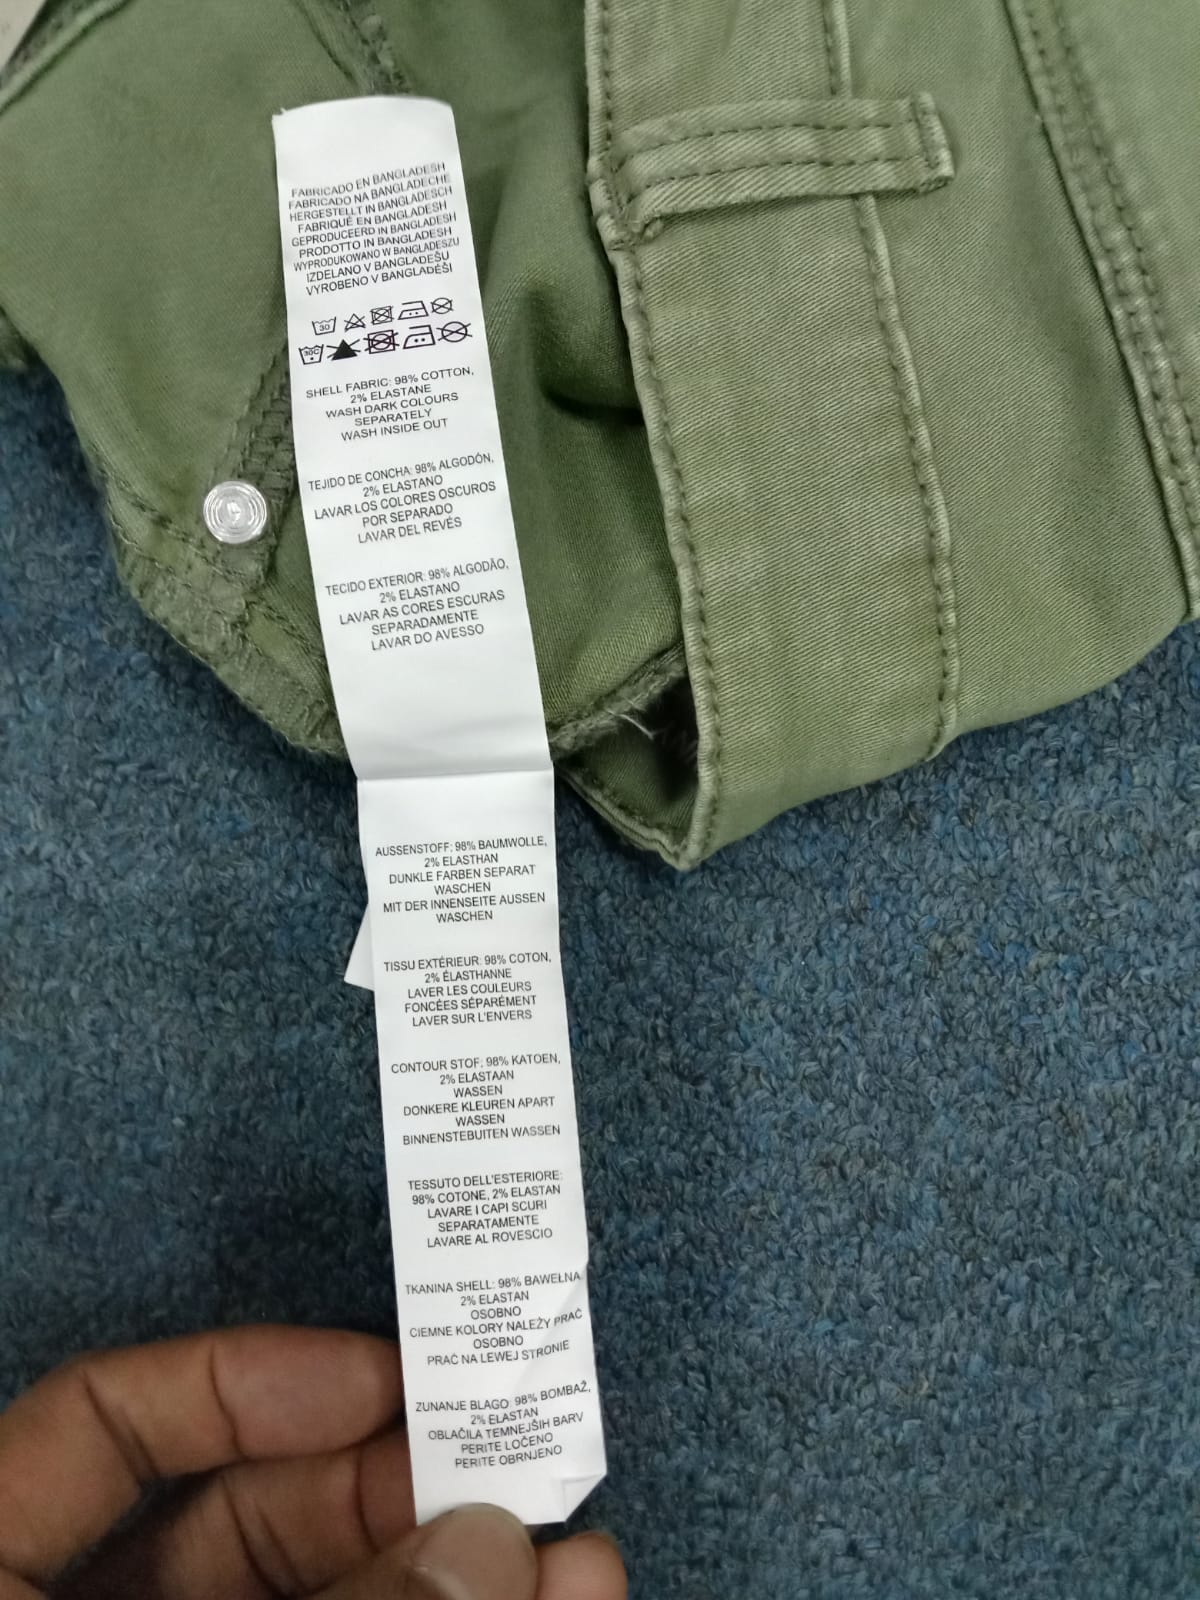 FABRICADO EN BANGLADESH
FABRICADO NA BANGLADECHE
HERGESTELLT IN BANGLADESCH
FABRIQUÉ EN BANGLADESH
GEPRODUCEERD IN BANGLADESH
PRODOTTO IN BANGLADESH
WYPRODUKOWANO W BANGLADESZU
IZDELANO V BANGLADEŠU
VYROBENO V BANGLADÉŠI
30
30C
SHELL FABRIC: 98% COTTON,
2% ELASTANE
WASH DARK COLOURS
SEPARATELY
WASH INSIDE OUT
TEJIDO DE CONCHA: 98% ALGODÓN,
2% ELASTANO
LAVAR LOS COLORES OSCUROS
POR SEPARADO
LAVAR DEL REVÉS
TECIDO EXTERIOR: 98% ALGODÃO,
2% ELASTANO
LAVAR AS CORES ESCURAS
SEPARADAMENTE
LAVAR DO AVESSO
AUSSENSTOFF: 98% BAUMWOLLE,
2% ELASTHAN
DUNKLE FARBEN SEPARAT
WASCHEN
MIT DER INNENSEITE AUSSEN
WASCHEN
TISSU EXTÉRIEUR: 98% COTON,
2% ÉLASTHANNE
LAVER LES COULEURS
FONCÉES SÉPARÉMENT
LAVER SUR L'ENVERS
CONTOUR STOF: 98% KATOEN,
2% ELASTAAN
WASSEN
DONKERE KLEUREN APART
WASSEN
BINNENSTEBUITEN WASSEN
TESSUTO DELL'ESTERIORE:
98% COTONE, 2% ELASTAN
LAVARE I CAPI SCURI
SEPARATAMENTE
LAVARE AL ROVESCIO
TKANINA SHELL: 98% BAWEŁNA,
2% ELASTAN
OSOBNO
CIEMNE KOLORY NALEŻY PRAĆ
OSOBNO
PRAĆ NA LEWEJ STRONIE
ZUNANJE BLAGO: 98% BOMBAŽ,
2% ELASTAN
OBLAČILA TEMNEJŠIH BARV
PERITE LOČENO
PERITE OBRNJENO